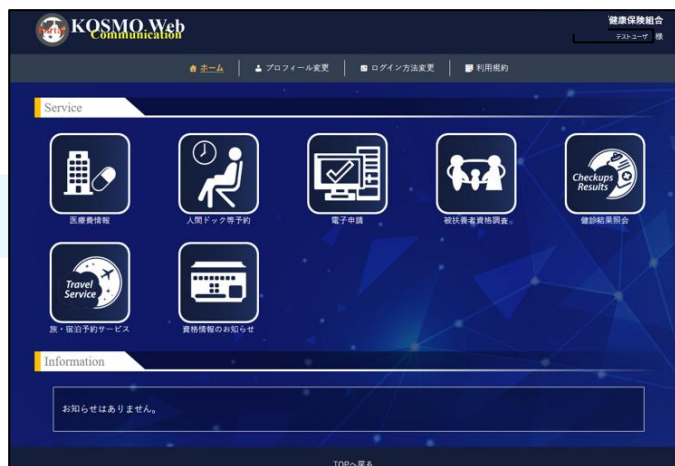 Portal
KOSMO Web
Communication
健康保険組合
テストユーザ 様
ホーム
プロフィール変更
ログイン方法変更
利用規約
Service
医療費情報
人間ドック等予約
電子申請
被扶養者資格調査
Checkups
Results
健診結果照会
Travel
Service
旅・宿泊予約サービス
資格情報のお知らせ
Information
お知らせはありません。
TOPへ戻る